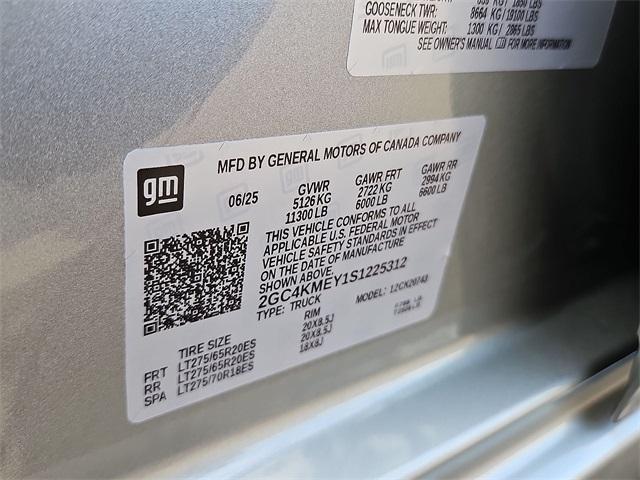 GOOSENECK TWR: 8664 KG/ 19100 LBS
MAX TONGUE WEIGHT: 1300 KG/ 2865 LBS
SEE OWNER'S MANUAL FOR MORE INFORMATION
gm
MFD BY GENERAL MOTORS OF CANADA COMPANY
06/25 GVWR GAWR FRT GAWR RR
5126 KG 2722 KG 2994 KG
11300 LB 6000 LB 6600 LB
THIS VEHICLE CONFORMS TO ALL
APPLICABLE U.S. FEDERAL MOTOR
VEHICLE SAFETY STANDARDS IN EFFECT
ON THE DATE OF MANUFACTURE
SHOWN ABOVE.
2GC4KMEY1S1225312
TYPE: TRUCK MODEL: 12CK20743
TIRE SIZE RIM
FRT LT275/65R20ES 20X8.5J
RR LT275/65R20ES 20X8.5J
SPA LT275/70R18ES 18X8J